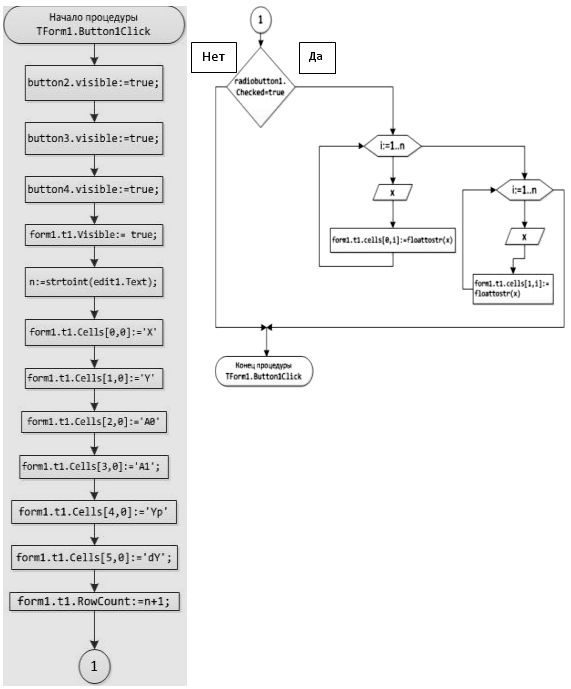 Начало процедуры
TForm1.Button1Click
button2.visible:=true;
button3.visible:=true;
button4.visible:=true;
form1.t1.Visible:= true;
n:=strtoint(edit1.Text);
form1.t1.Cells[0,0]:='X'
form1.t1.Cells[1,0]:='Y'
form1.t1.Cells[2,0]:='A0'
form1.t1.Cells[3,0]:='A1';
form1.t1.Cells[4,0]:='Yp'
form1.t1.Cells[5,0]:='dY';
form1.t1.RowCount:=n+1;
1
1
Нет
Да
radiobutton1.
Checked=true
i:=1..n
x
form1.t1.cells[0,i]:=floattostr(x)
i:=1..n
x
form1.t1.cells[1,i]:=
floattostr(x)
Конец процедуры
TForm1.Button1Click